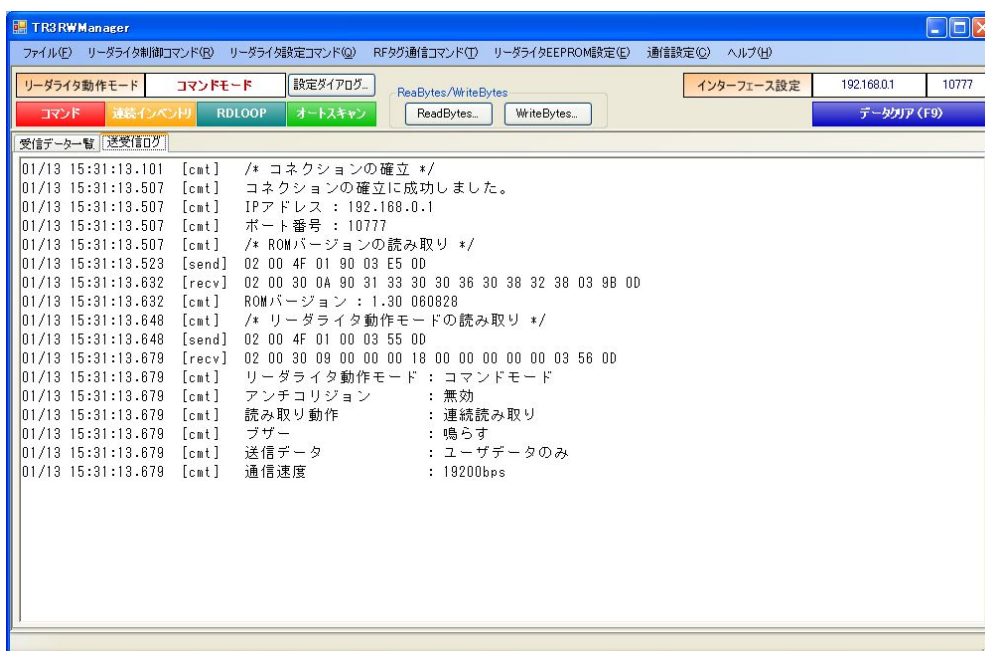 TR3RWManager
ファイル(F) リーダライタ制御コマンド(R) リーダライタ設定コマンド(Q) RFタグ通信コマンド(T) リーダライタEEPROM設定(E) 通信設定(C) ヘルプ(H)
リーダライタ動作モード コマンドモード 設定ダイアログ... ReaBytes/WriteBytes インターフェース設定 192.168.0.1 10777
コマンド 連続インベントリ RDLOOP オートスキャン ReadBytes... WriteBytes... データクリア (F9)
受信データ一覧 送受信ログ
01/13 15:31:13.101 [cmt] /* コネクションの確立 */
01/13 15:31:13.507 [cmt] コネクションの確立に成功しました。
01/13 15:31:13.507 [cmt] IPアドレス : 192.168.0.1
01/13 15:31:13.507 [cmt] ポート番号 : 10777
01/13 15:31:13.507 [cmt] /* ROMバージョンの読み取り */
01/13 15:31:13.523 [send] 02 00 4F 01 90 03 E5 0D
01/13 15:31:13.632 [recv] 02 00 30 0A 90 31 33 30 30 36 30 38 32 38 03 9B 0D
01/13 15:31:13.632 [cmt] ROMバージョン : 1.30 060828
01/13 15:31:13.648 [cmt] /* リーダライタ動作モードの読み取り */
01/13 15:31:13.648 [send] 02 00 4F 01 00 03 55 0D
01/13 15:31:13.679 [recv] 02 00 30 09 00 00 00 18 00 00 00 00 00 03 56 0D
01/13 15:31:13.679 [cmt] リーダライタ動作モード : コマンドモード
01/13 15:31:13.679 [cmt] アンチコリジョン : 無効
01/13 15:31:13.679 [cmt] 読み取り動作 : 連続読み取り
01/13 15:31:13.679 [cmt] ブザー : 鳴らす
01/13 15:31:13.679 [cmt] 送信データ : ユーザデータのみ
01/13 15:31:13.679 [cmt] 通信速度 : 19200bps